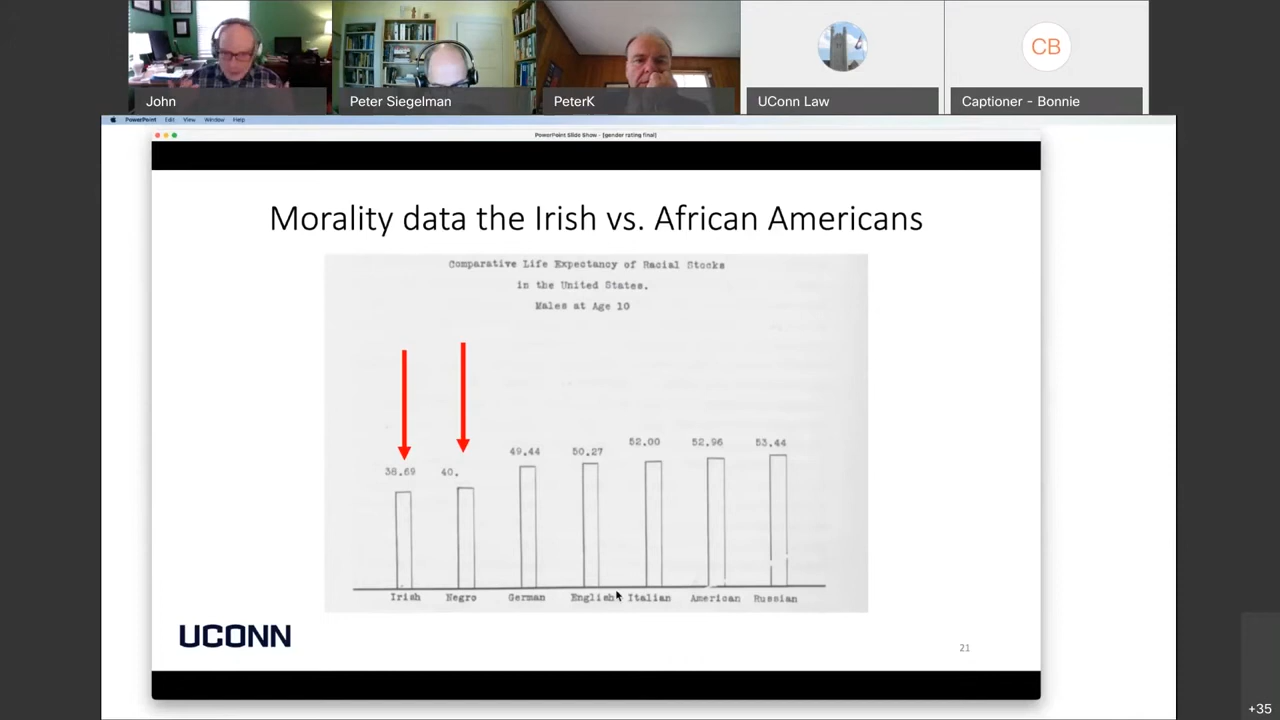 John
Peter Siegelman
PeterK
UConn Law
CB
Captioner - Bonnie
PowerPoint Edit View Window Help
PowerPoint Slide Show - [gender rating final]
Morality data the Irish vs. African Americans
Comparative Life Expectancy of Racial Stocks
in the United States.
Males at Age 10
38.69 40. 49.44 50.27 52.00 52.96 53.44
Irish Negro German English Italian American Russian
UCONN
21
+35